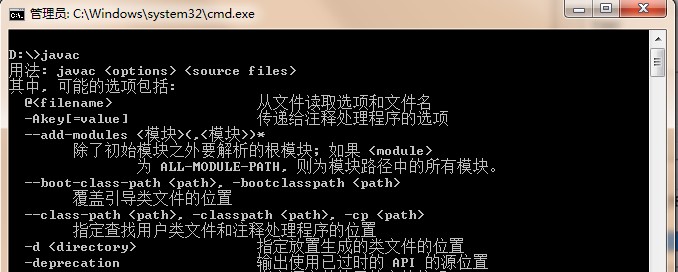 管理员: C:\Windows\system32\cmd.exe
D:\>javac
用法: javac <options> <source files>
其中, 可能的选项包括:
@<filename> 从文件读取选项和文件名
-Akey[=value] 传递给注释处理程序的选项
--add-modules <模块>(,<模块>)*
除了初始模块之外要解析的根模块; 如果 <module>
为 ALL-MODULE-PATH, 则为模块路径中的所有模块。
--boot-class-path <path>, -bootclasspath <path>
覆盖引导类文件的位置
--class-path <path>, -classpath <path>, -cp <path>
指定查找用户类文件和注释处理程序的位置
-d <directory> 指定放置生成的类文件的位置
-deprecation 输出使用已过时的 API 的源位置